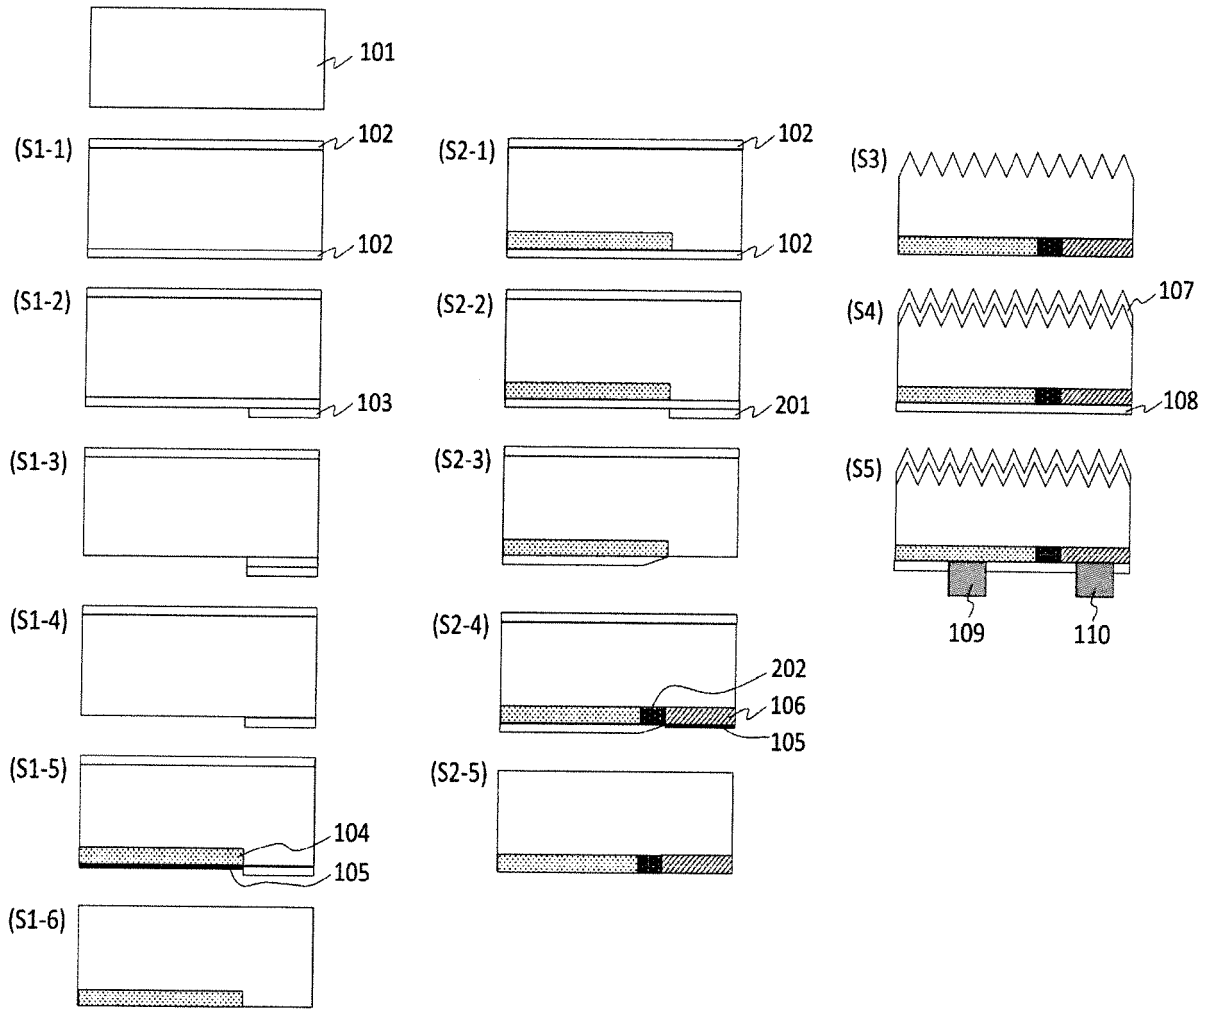 101
(S1-1)
102
102
(S1-2)
103
(S1-3)
(S1-4)
(S1-5)
104
105
(S1-6)
(S2-1)
102
102
(S2-2)
201
(S2-3)
(S2-4)
202
106
105
(S2-5)
(S3)
(S4)
107
108
(S5)
109
110